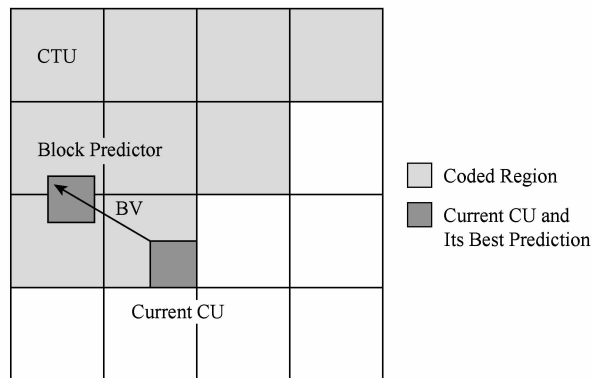 CTU
Block Predictor
BV
Current CU
Coded Region
Current CU and
Its Best Prediction